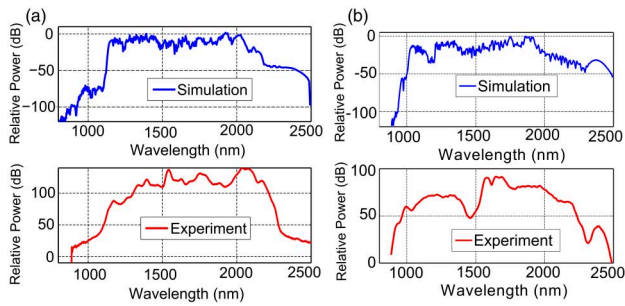 (a)
Relative Power (dB)
0
−50
−100
Simulation
1000 1500 2000 2500
Wavelength (nm)
Relative Power (dB)
100
50
0
Experiment
1000 1500 2000 2500
Wavelength (nm)
(b)
Relative Power (dB)
0
-50
-100
Simulation
1000 1500 2000 2500
Wavelength (nm)
Relative Power (dB)
100
50
0
Experiment
1000 1500 2000 2500
Wavelength (nm)